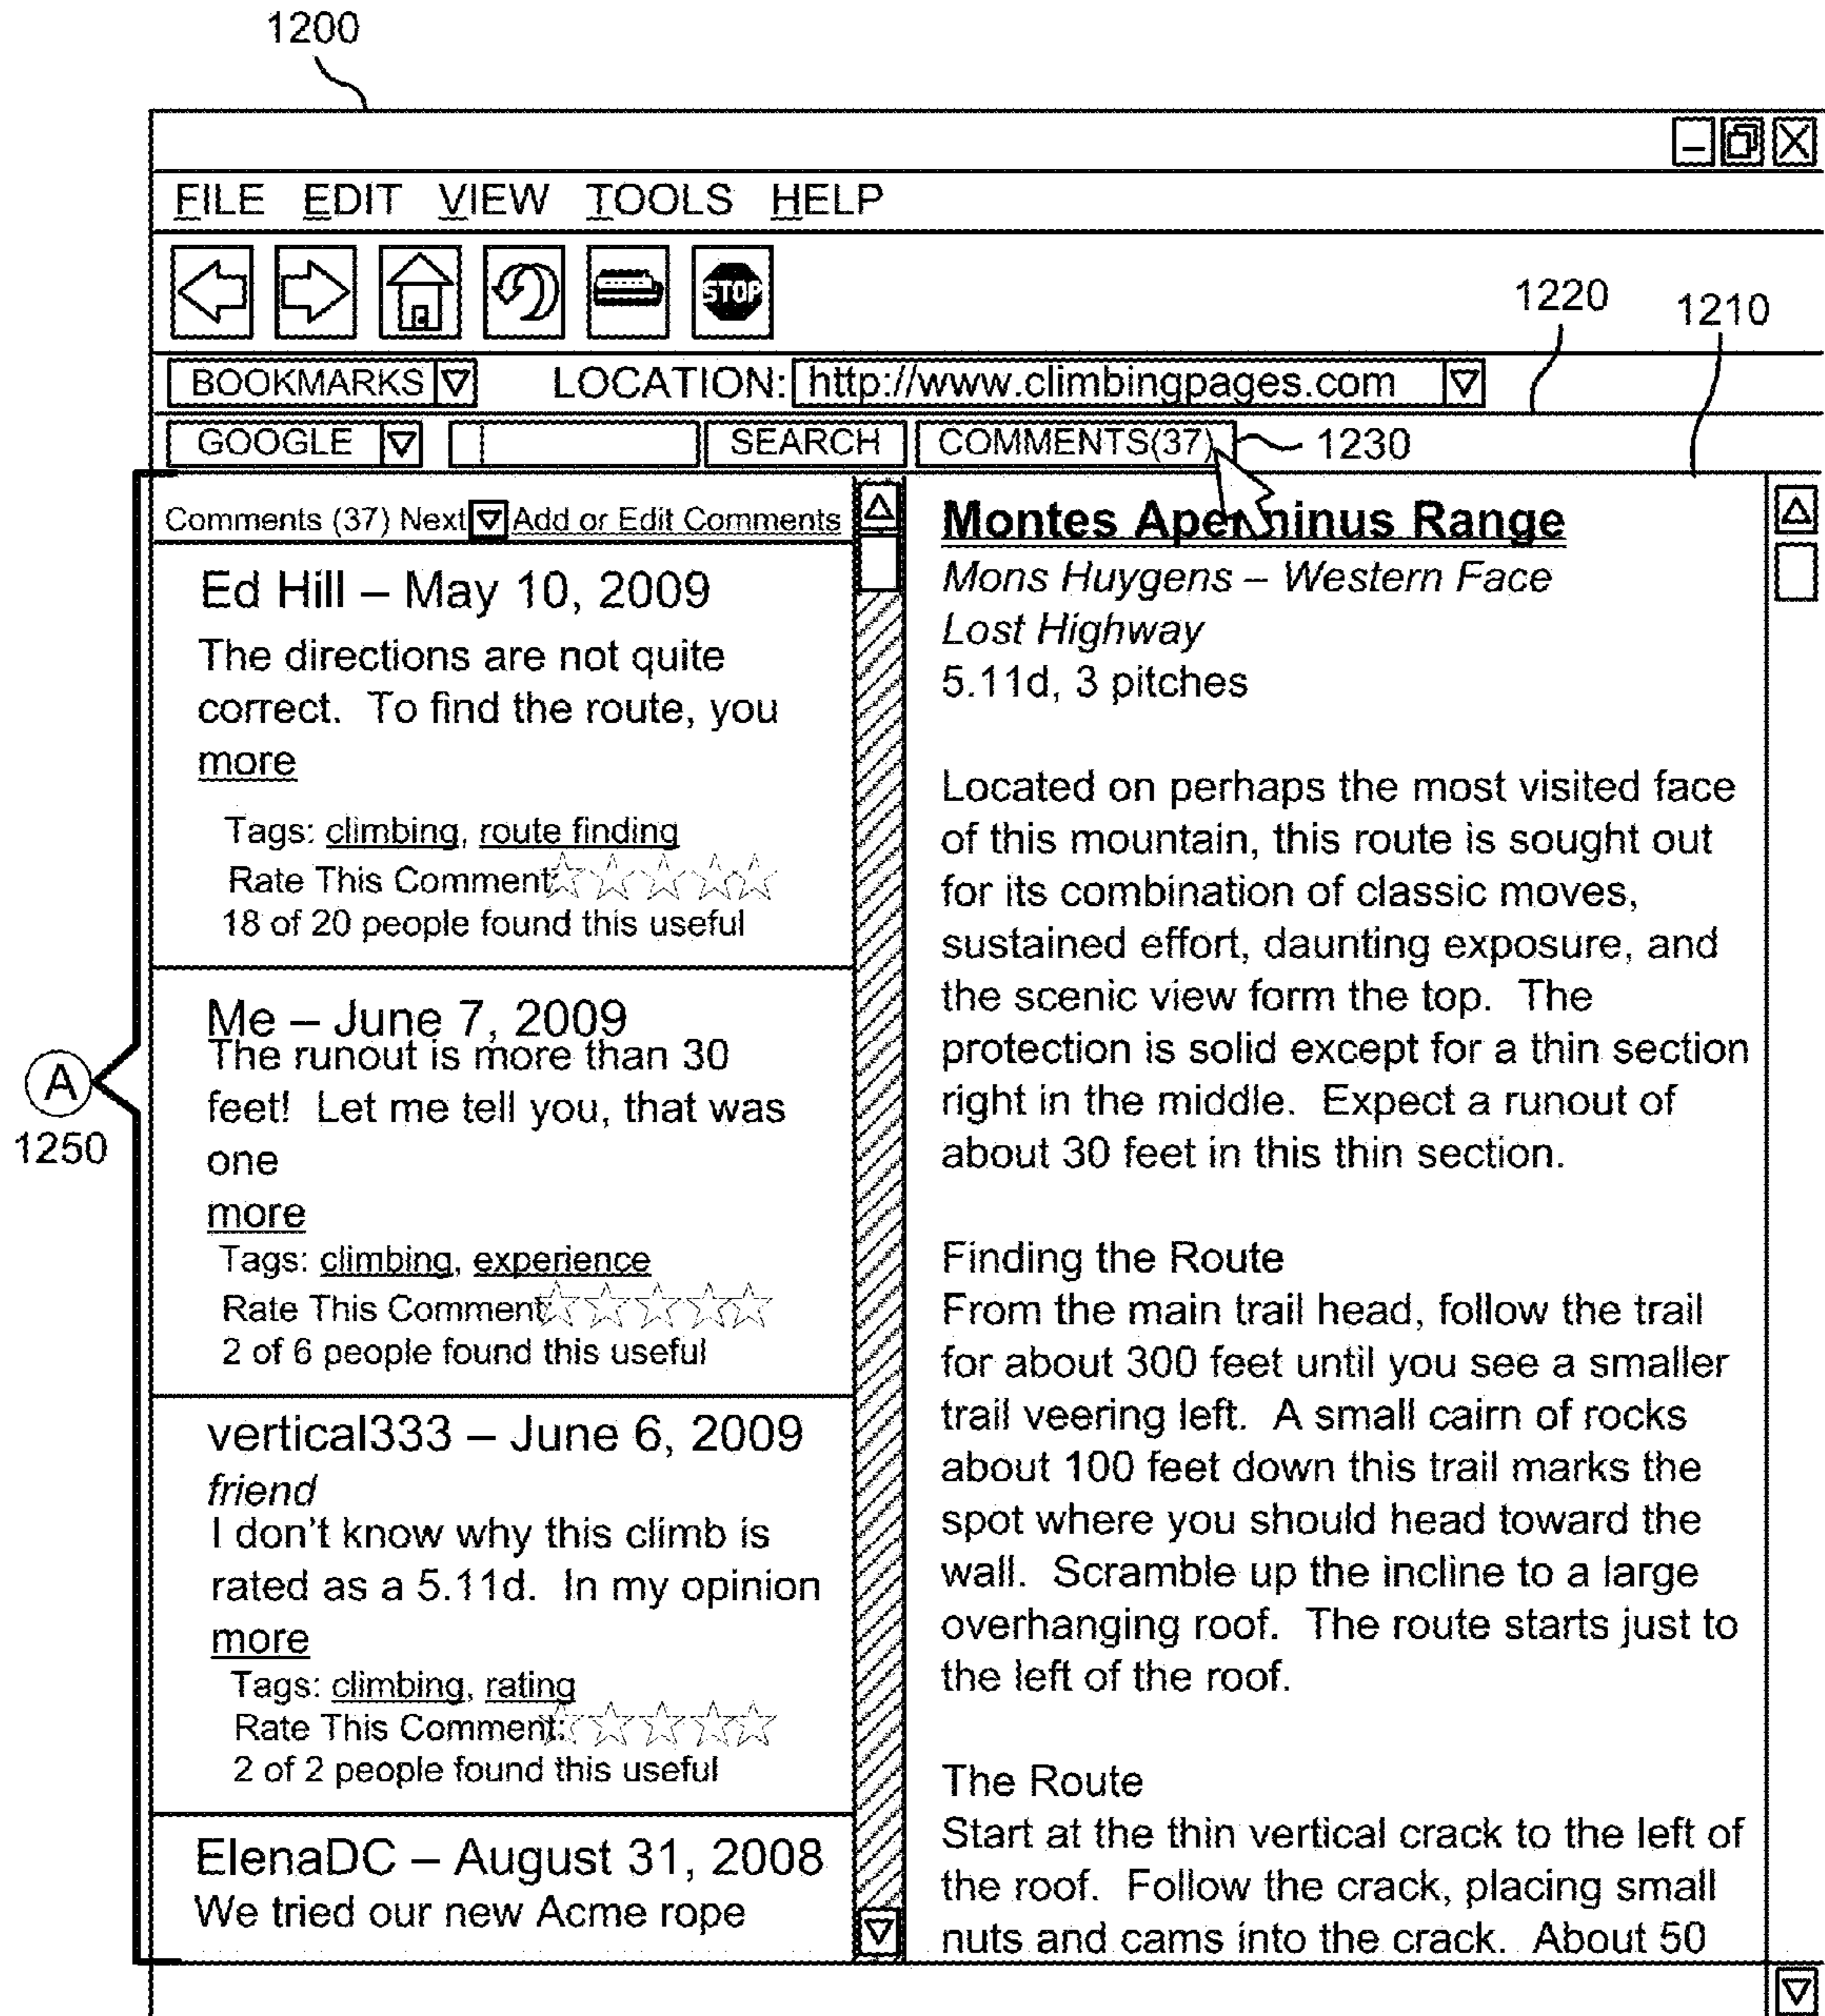 1200
FILE EDIT VIEW TOOLS HELP
STOP
1220
1210
BOOKMARKS LOCATION: http://www.climbingpages.com
GOOGLE SEARCH COMMENTS(37) 1230
Comments (37) Next Add or Edit Comments
Ed Hill – May 10, 2009
The directions are not quite
correct. To find the route, you
more
Tags: climbing, route finding
Rate This Comment:
18 of 20 people found this useful
Me – June 7, 2009
The runout is more than 30
feet! Let me tell you, that was
one
more
Tags: climbing, experience
Rate This Comment:
2 of 6 people found this useful
vertical333 – June 6, 2009
friend
I don't know why this climb is
rated as a 5.11d. In my opinion
more
Tags: climbing, rating
Rate This Comment:
2 of 2 people found this useful
ElenaDC – August 31, 2008
We tried our new Acme rope
A
1250
Montes Apenninus Range
Mons Huygens – Western Face
Lost Highway
5.11d, 3 pitches
Located on perhaps the most visited face
of this mountain, this route is sought out
for its combination of classic moves,
sustained effort, daunting exposure, and
the scenic view form the top. The
protection is solid except for a thin section
right in the middle. Expect a runout of
about 30 feet in this thin section.
Finding the Route
From the main trail head, follow the trail
for about 300 feet until you see a smaller
trail veering left. A small cairn of rocks
about 100 feet down this trail marks the
spot where you should head toward the
wall. Scramble up the incline to a large
overhanging roof. The route starts just to
the left of the roof.
The Route
Start at the thin vertical crack to the left of
the roof. Follow the crack, placing small
nuts and cams into the crack. About 50